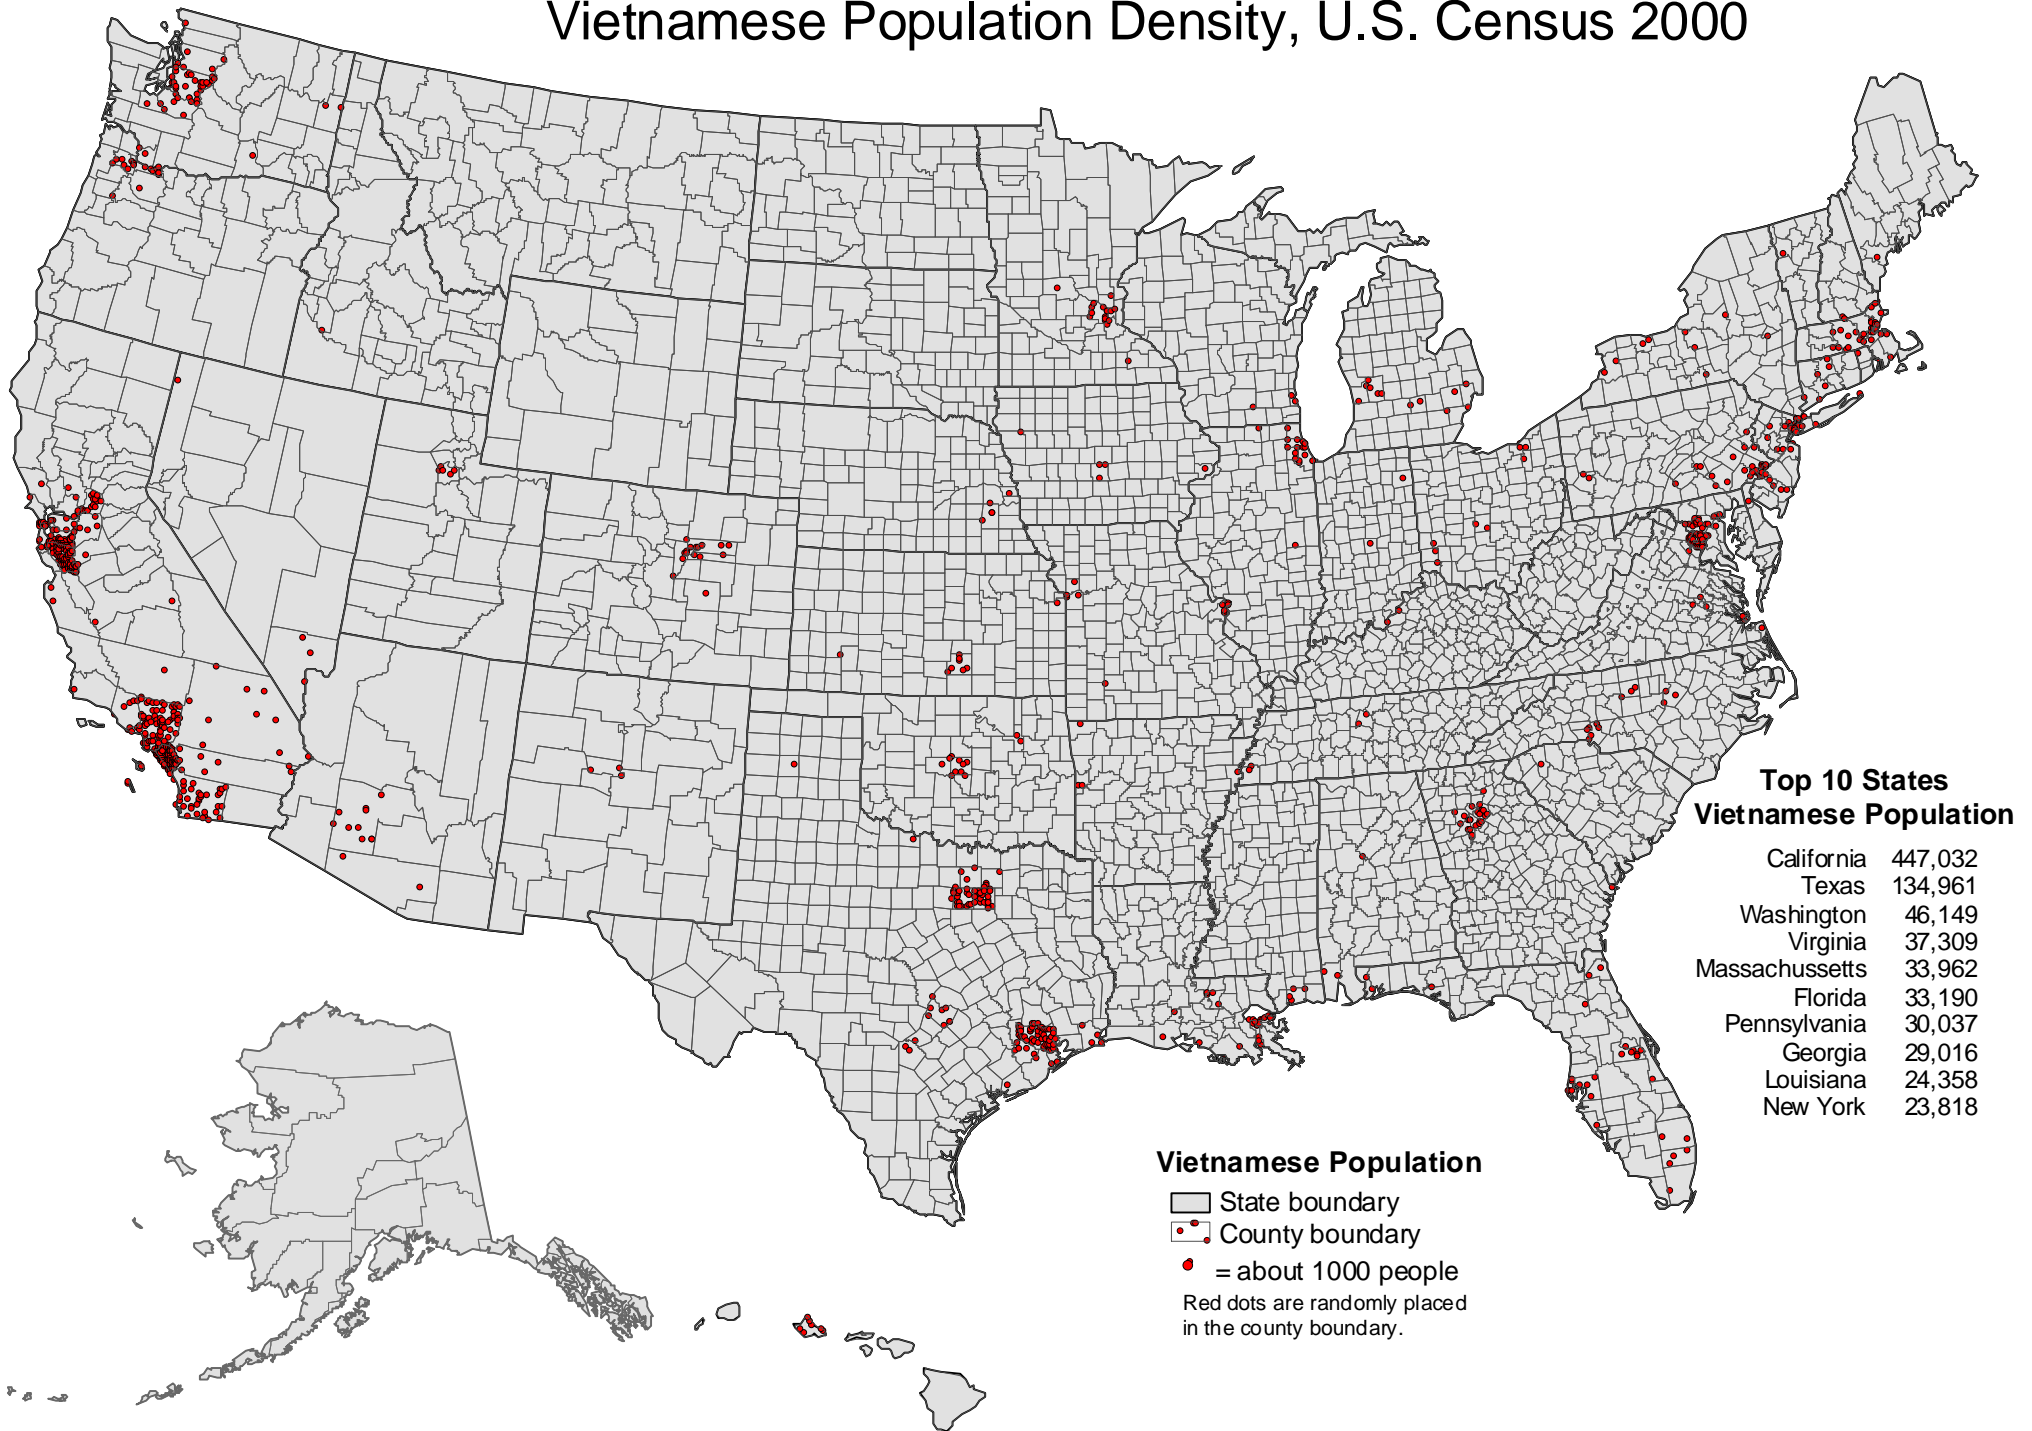 Vietnamese Population Density, U.S. Census 2000
Top 10 States
Vietnamese Population
California 447,032
Texas 134,961
Washington 46,149
Virginia 37,309
Massachussetts 33,962
Florida 33,190
Pennsylvania 30,037
Georgia 29,016
Louisiana 24,358
New York 23,818
Vietnamese Population
State boundary
County boundary
= about 1000 people
Red dots are randomly placed
in the county boundary.